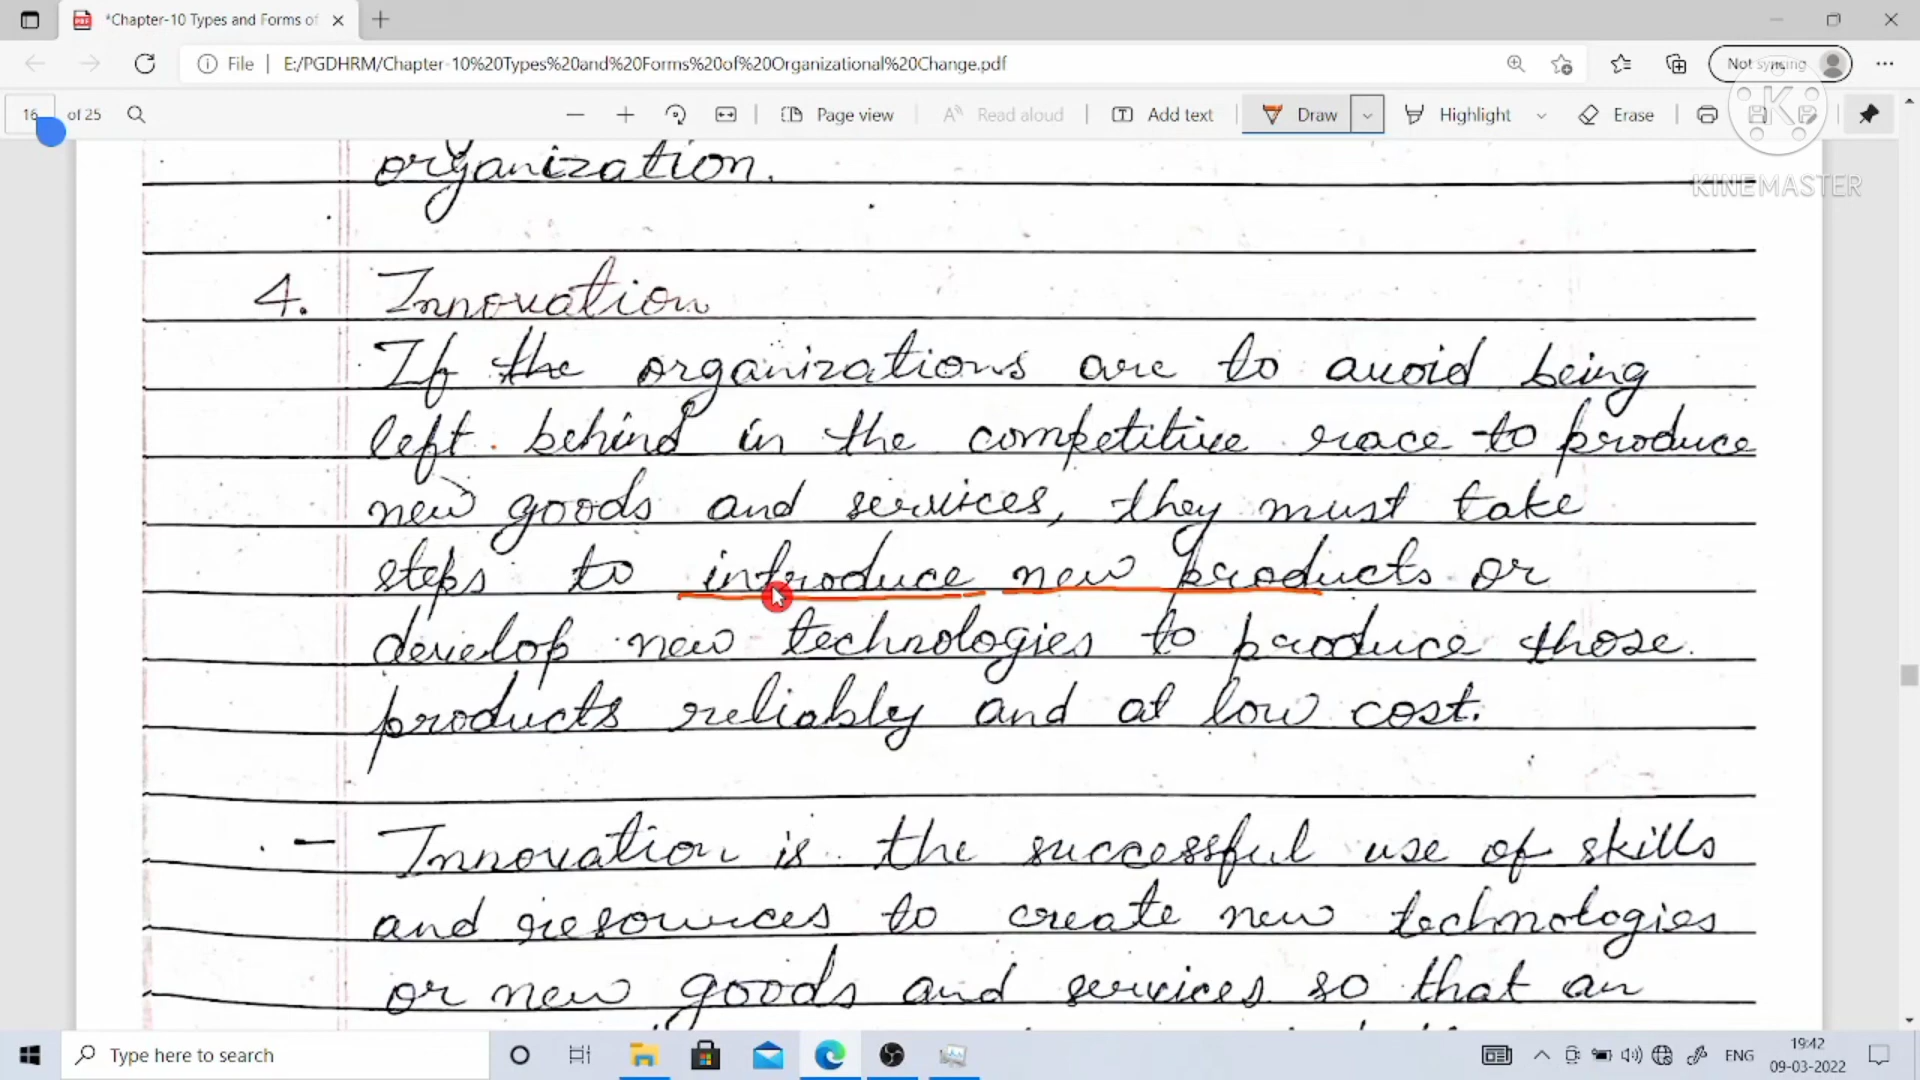 *Chapter-10 Types and Forms of
File E:/PGDHRM/Chapter-10%20Types%20and%20Forms%20of%20Organizational%20Change.pdf
Not syncing
16 of 25 Page view Read aloud Add text Draw Highlight Erase
K
KINEMASTER
organization.
4. Innovation
If the organizations are to avoid being
left behind in the competitive race to produce
new goods and services, they must take
steps to introduce new products or
develop new technologies to produce those
products reliably and at low cost.
- Innovation is the successful use of skills
and resources to create new technologies
or new goods and services so that an
Type here to search
ENG
19:42
09-03-2022